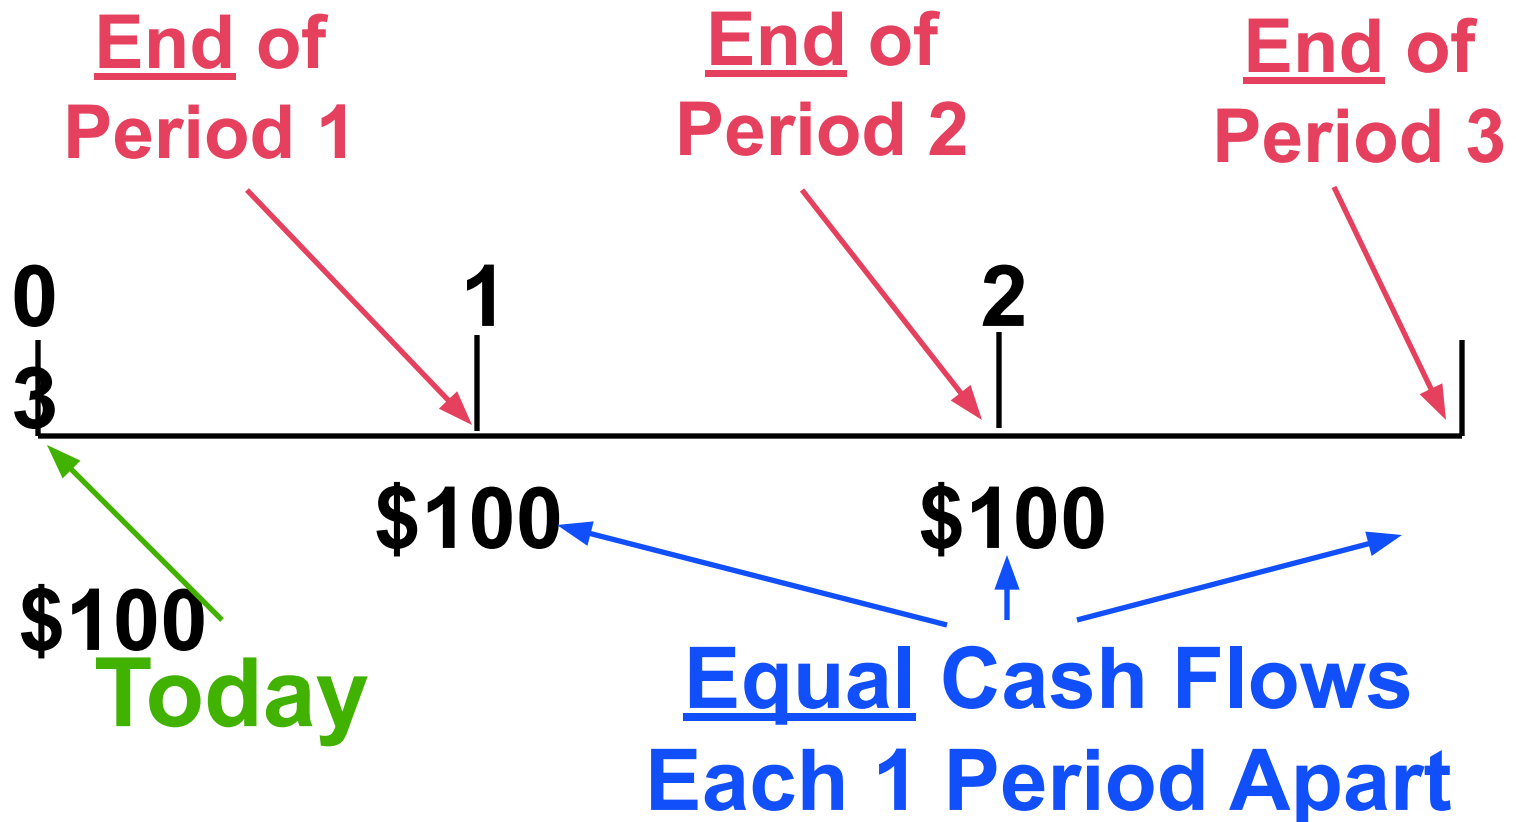 End of
Period 1
End of
Period 2
End of
Period 3
0 1 2
3
$100 $100
$100
Today
Equal Cash Flows
Each 1 Period Apart